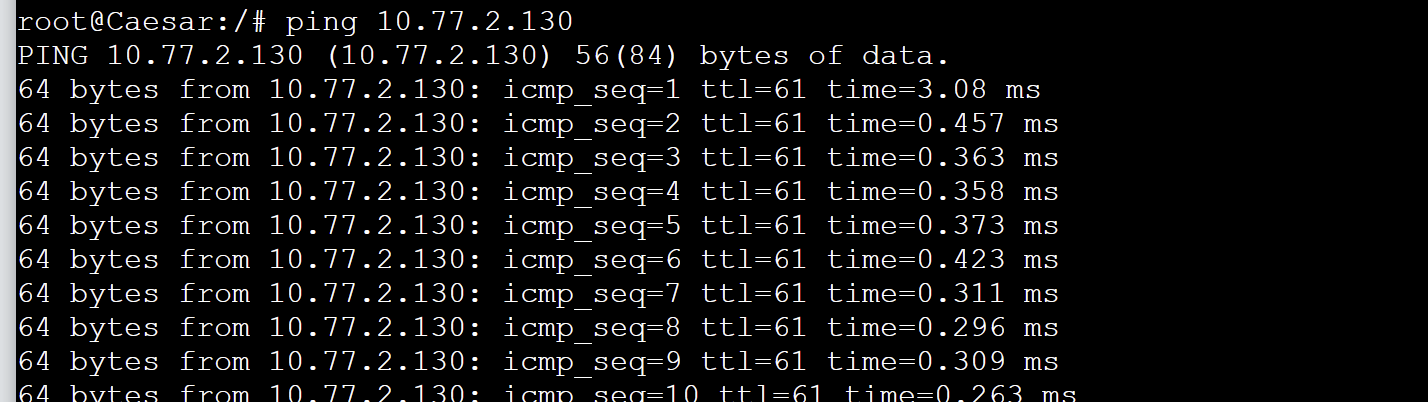 root@Caesar:/# ping 10.77.2.130
PING 10.77.2.130 (10.77.2.130) 56(84) bytes of data.
64 bytes from 10.77.2.130: icmp_seq=1 ttl=61 time=3.08 ms
64 bytes from 10.77.2.130: icmp_seq=2 ttl=61 time=0.457 ms
64 bytes from 10.77.2.130: icmp_seq=3 ttl=61 time=0.363 ms
64 bytes from 10.77.2.130: icmp_seq=4 ttl=61 time=0.358 ms
64 bytes from 10.77.2.130: icmp_seq=5 ttl=61 time=0.373 ms
64 bytes from 10.77.2.130: icmp_seq=6 ttl=61 time=0.423 ms
64 bytes from 10.77.2.130: icmp_seq=7 ttl=61 time=0.311 ms
64 bytes from 10.77.2.130: icmp_seq=8 ttl=61 time=0.296 ms
64 bytes from 10.77.2.130: icmp_seq=9 ttl=61 time=0.309 ms
64 bytes from 10.77.2.130: icmp_seq=10 ttl=61 time=0.263 ms